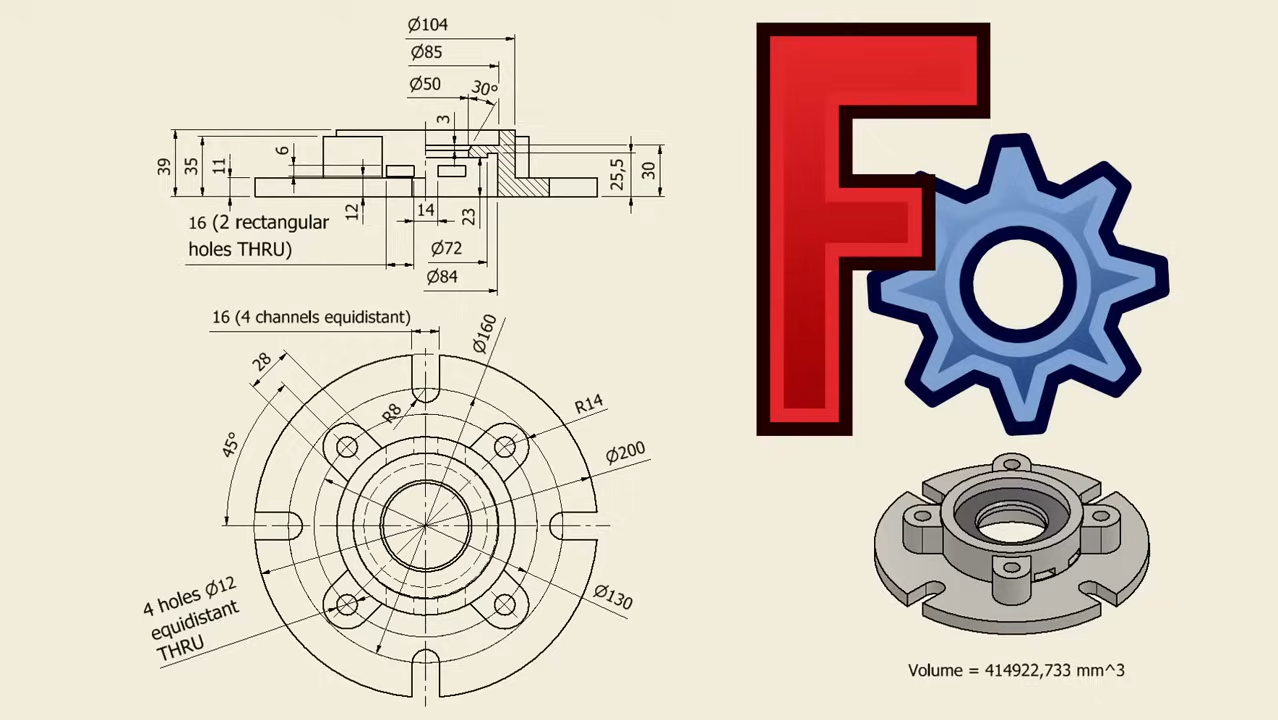 Ø104
Ø85
Ø50
30°
3
39
35
11
6
12
14
23
25,5
30
16 (2 rectangular
holes THRU)
Ø72
Ø84
16 (4 channels equidistant)
Ø160
28
R8
R14
45°
Ø200
4 holes Ø12
equidistant
THRU
Ø130
F
Volume = 414922,733 mm^3